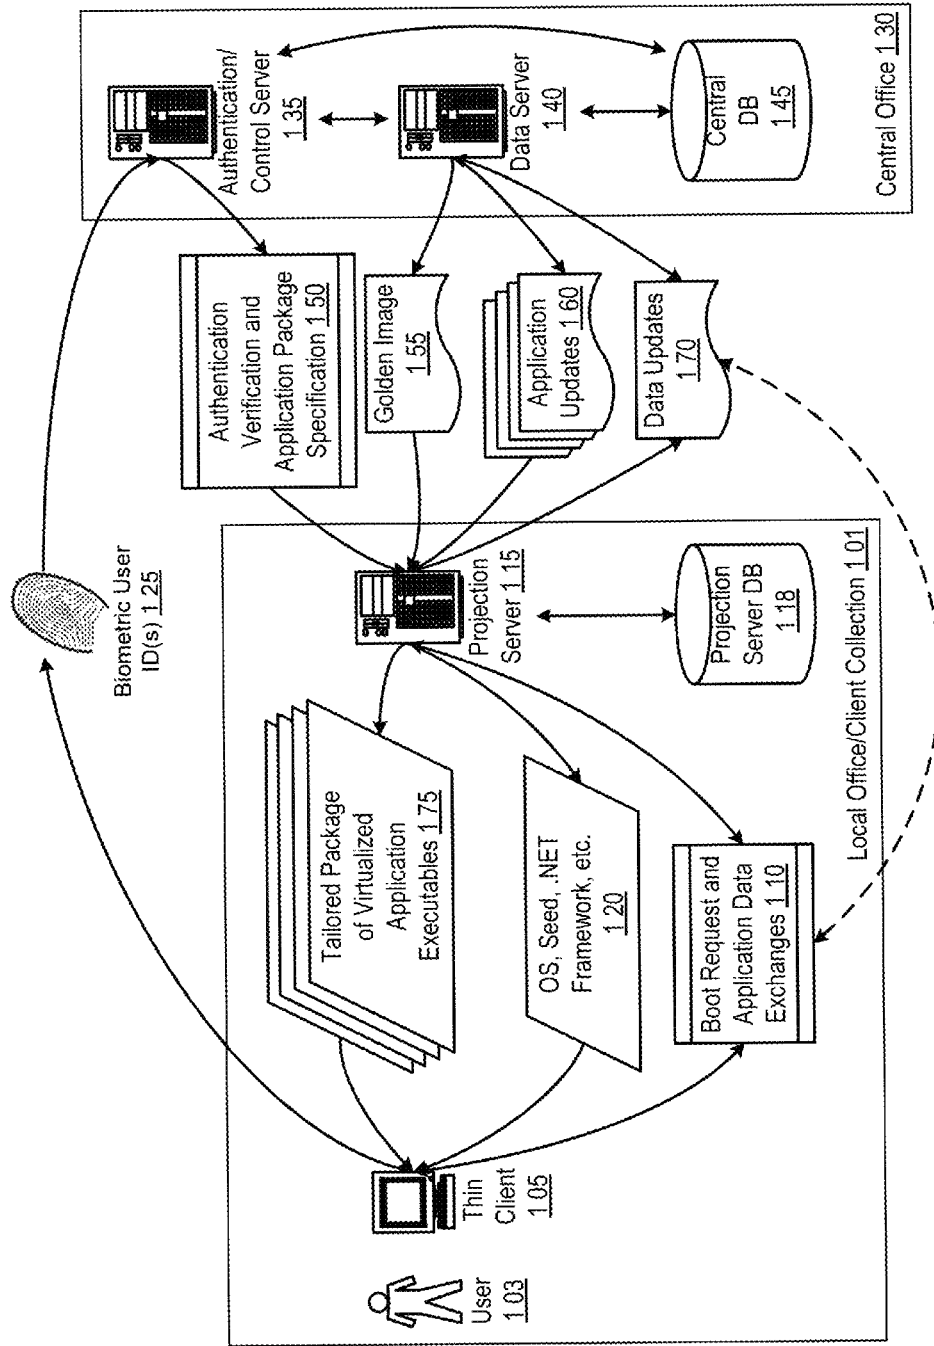 Biometric User
ID(s) 1.25
Authentication/
Control Server
1.35
Data Server
1.40
Central
DB
1.45
Central Office 1.30
Authentication
Verification and
Application Package
Specification 1.50
Golden Image
1.55
Application
Updates 1.60
Data Updates
1.70
Projection
Server 1.15
Projection
Server DB
1.18
Tailored Package
of Virtualized
Application
Executables 1.75
OS, Seed, .NET
Framework, etc.
1.20
Boot Request and
Application Data
Exchanges 1.10
Thin
Client
1.05
User
1.03
Local Office/Client Collection 1.01